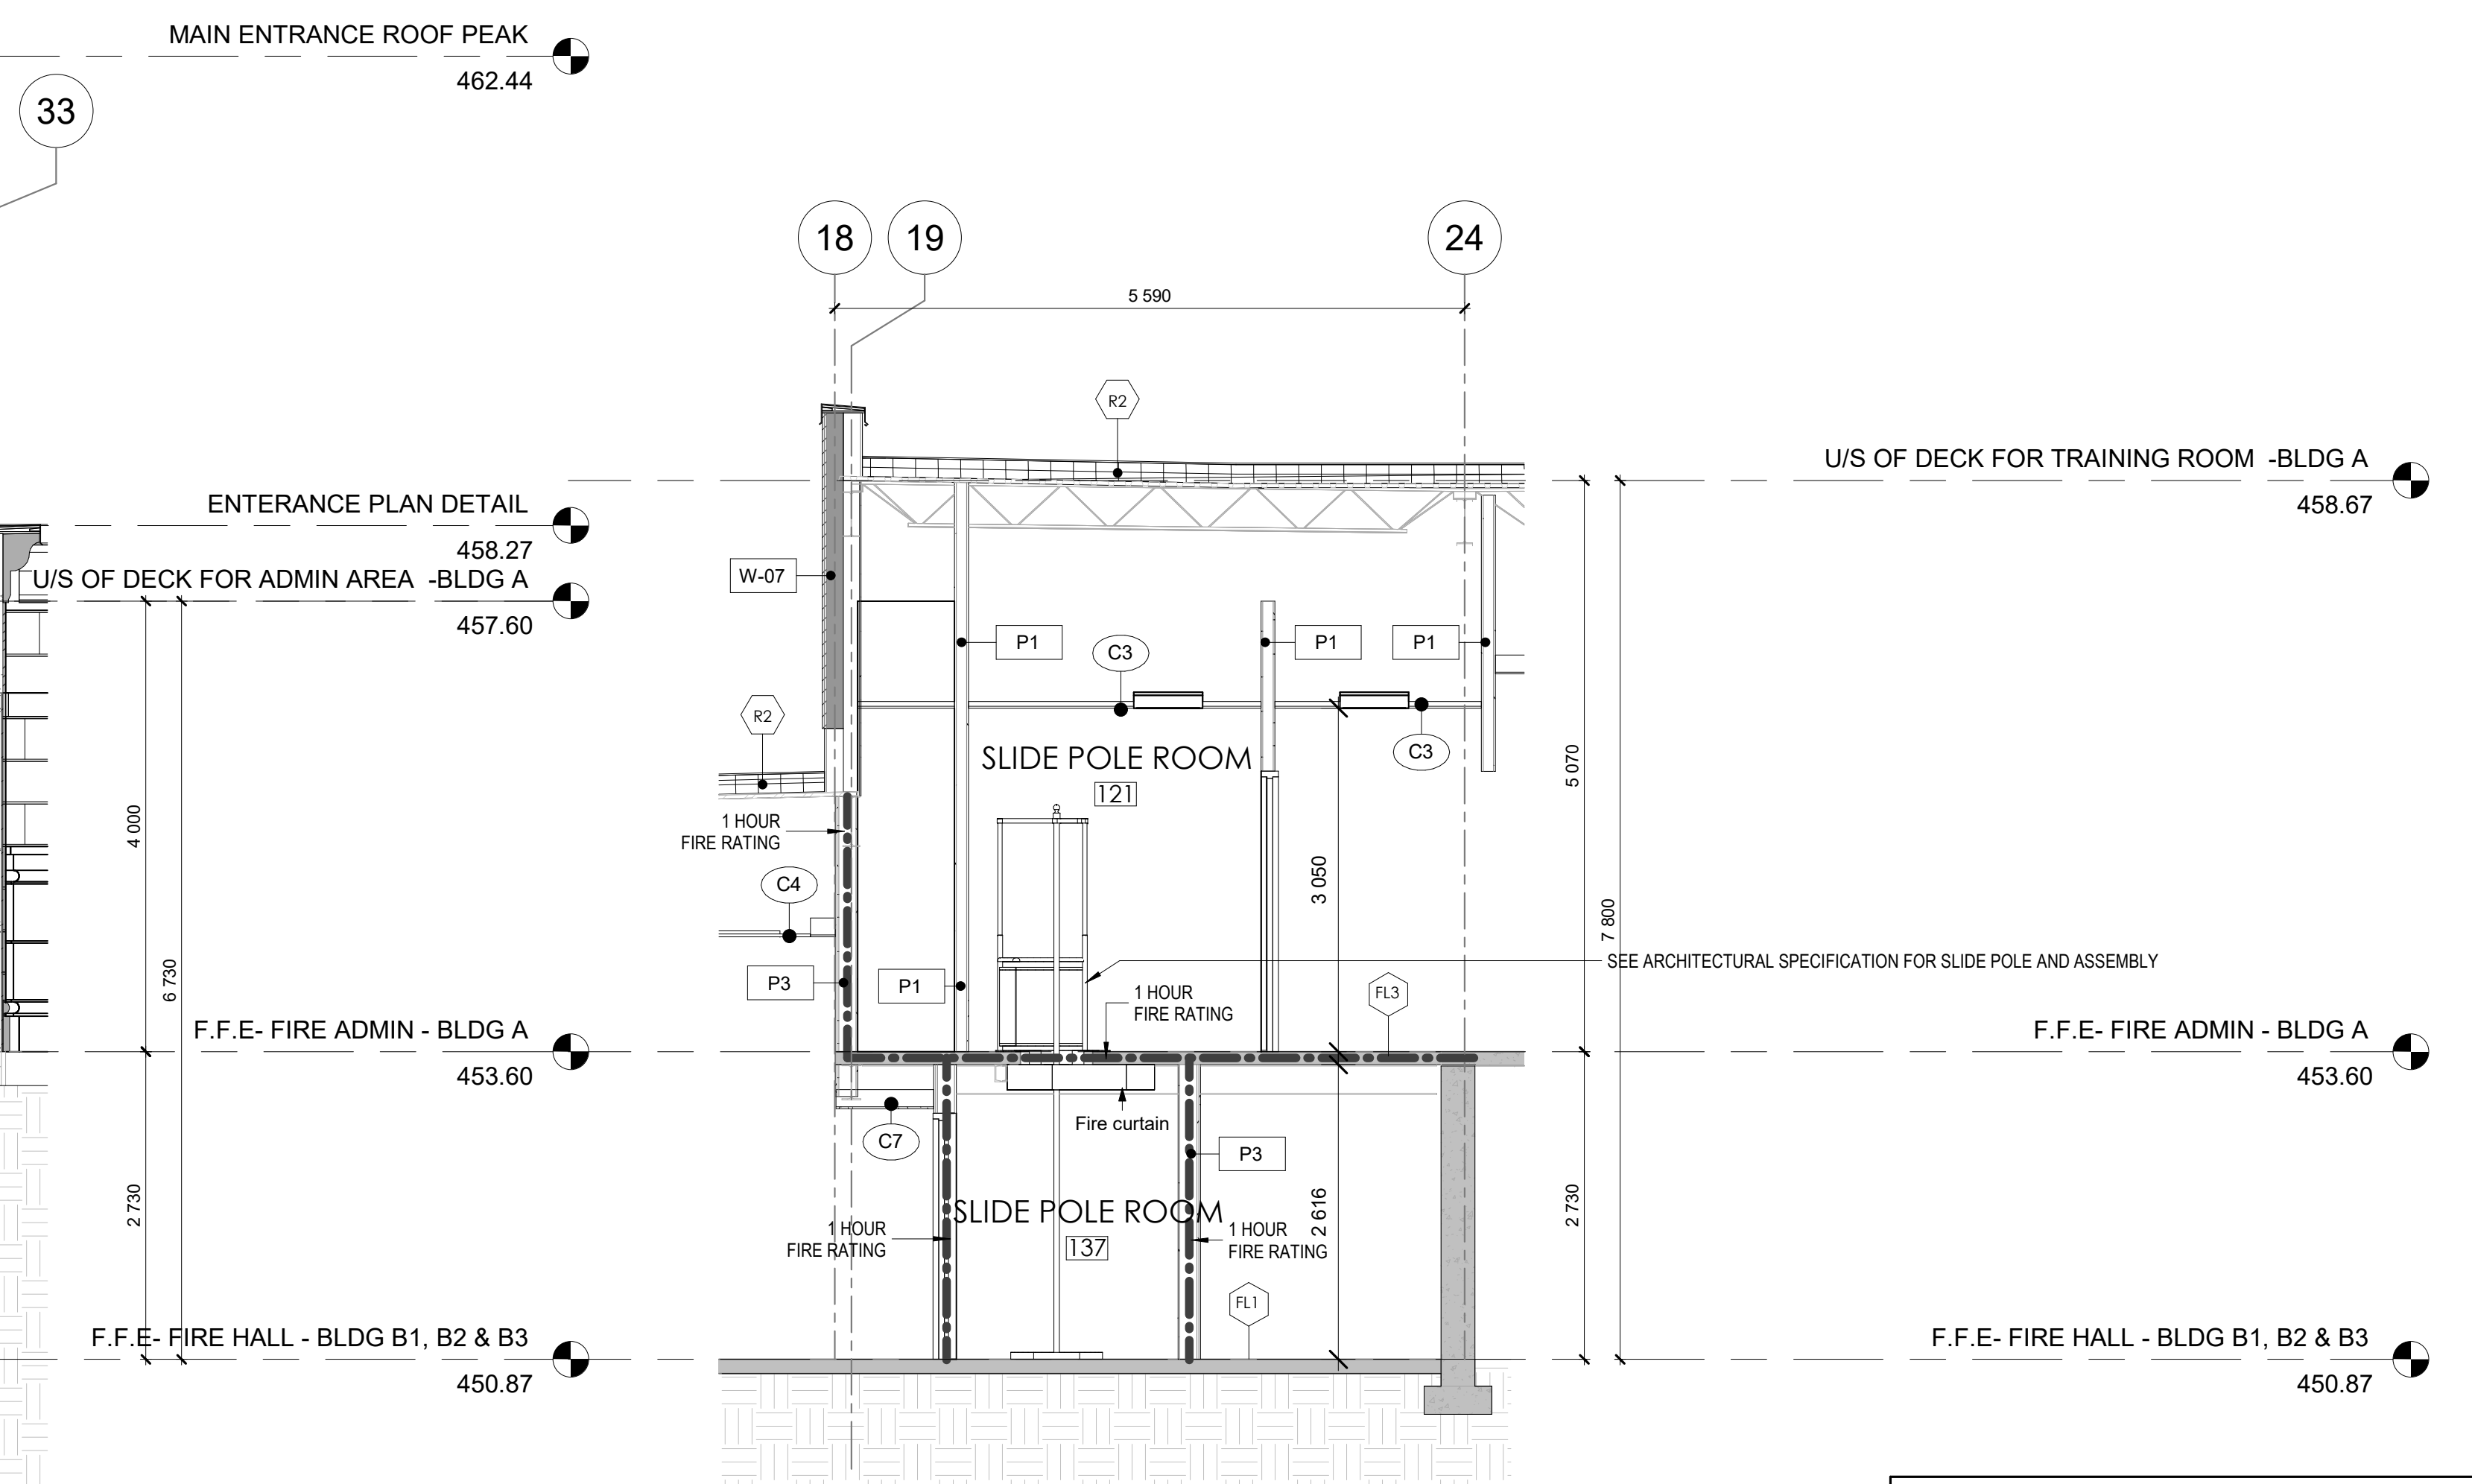 MAIN ENTRANCE ROOF PEAK
462.44
33
18
19
24
5 590
R2
U/S OF DECK FOR TRAINING ROOM -BLDG A
458.67
ENTERANCE PLAN DETAIL
458.27
U/S OF DECK FOR ADMIN AREA -BLDG A
457.60
W-07
P1
C3
P1
P1
R2
C3
SLIDE POLE ROOM
121
5 070
4 000
1 HOUR
FIRE RATING
3 050
C4
7 800
6 730
P3
P1
1 HOUR
FIRE RATING
FL3
SEE ARCHITECTURAL SPECIFICATION FOR SLIDE POLE AND ASSEMBLY
F.F.E- FIRE ADMIN - BLDG A
453.60
F.F.E- FIRE ADMIN - BLDG A
453.60
Fire curtain
C7
P3
2 730
SLIDE POLE ROOM
137
1 HOUR
FIRE RATING
1 HOUR
FIRE RATING
2 616
2 730
FL1
F.F.E- FIRE HALL - BLDG B1, B2 & B3
450.87
F.F.E- FIRE HALL - BLDG B1, B2 & B3
450.87